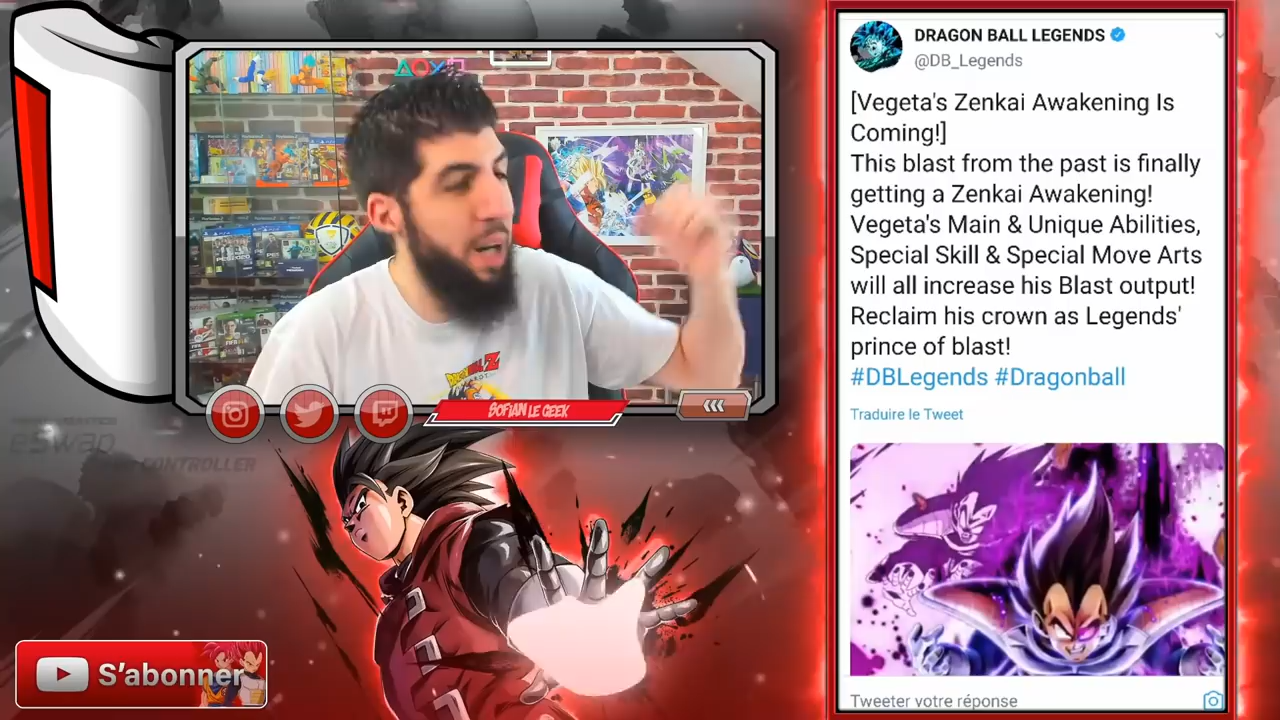 DRAGON BALL LEGENDS
@DB_Legends
[Vegeta's Zenkai Awakening Is
Coming!]
This blast from the past is finally
getting a Zenkai Awakening!
Vegeta's Main & Unique Abilities,
Special Skill & Special Move Arts
will all increase his Blast output!
Reclaim his crown as Legends'
prince of blast!
#DBLegends #Dragonball
Traduire le Tweet
Tweeter votre réponse
SOFIAN LE GEEK
eswap
CONTROLLER
S'abonner